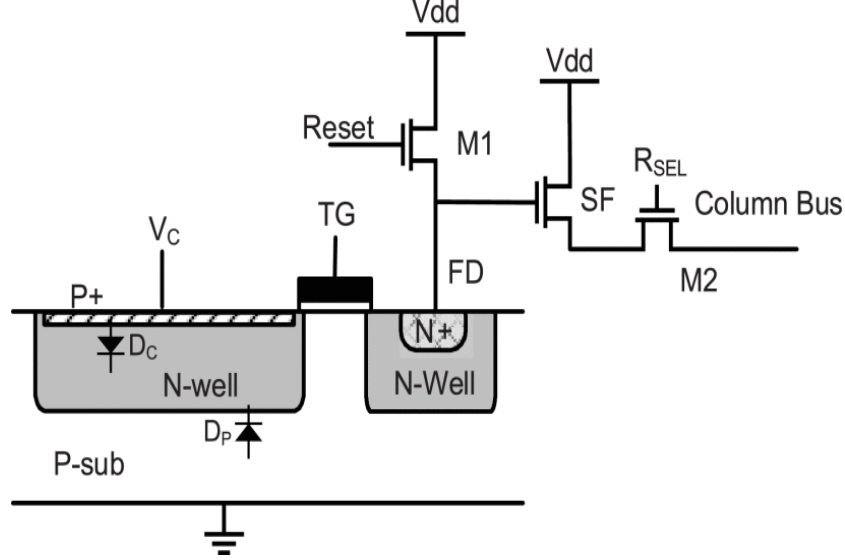 Vdd
Vdd
Reset
M1
RSEL
SF
Column Bus
TG
VC
FD
M2
P+
N+
DC
N-well
N-Well
DP
P-sub